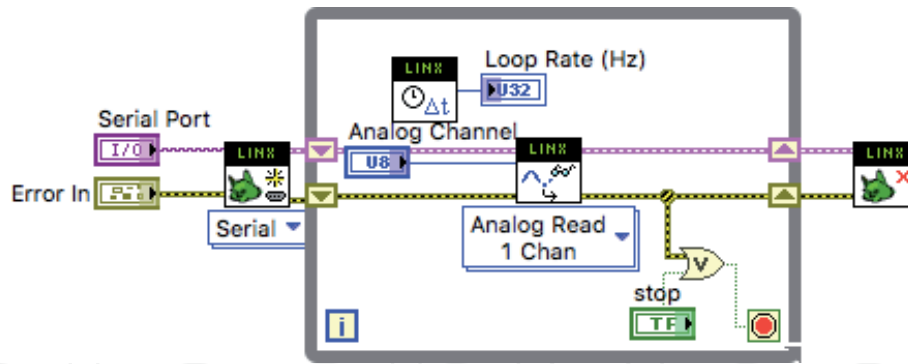 LINX
Loop Rate (Hz)
Δt
U32
Serial Port
I/O
Analog Channel
U8
LINX
LINX
LINX
Error In
Serial
Analog Read
1 Chan
V
stop
TF
i